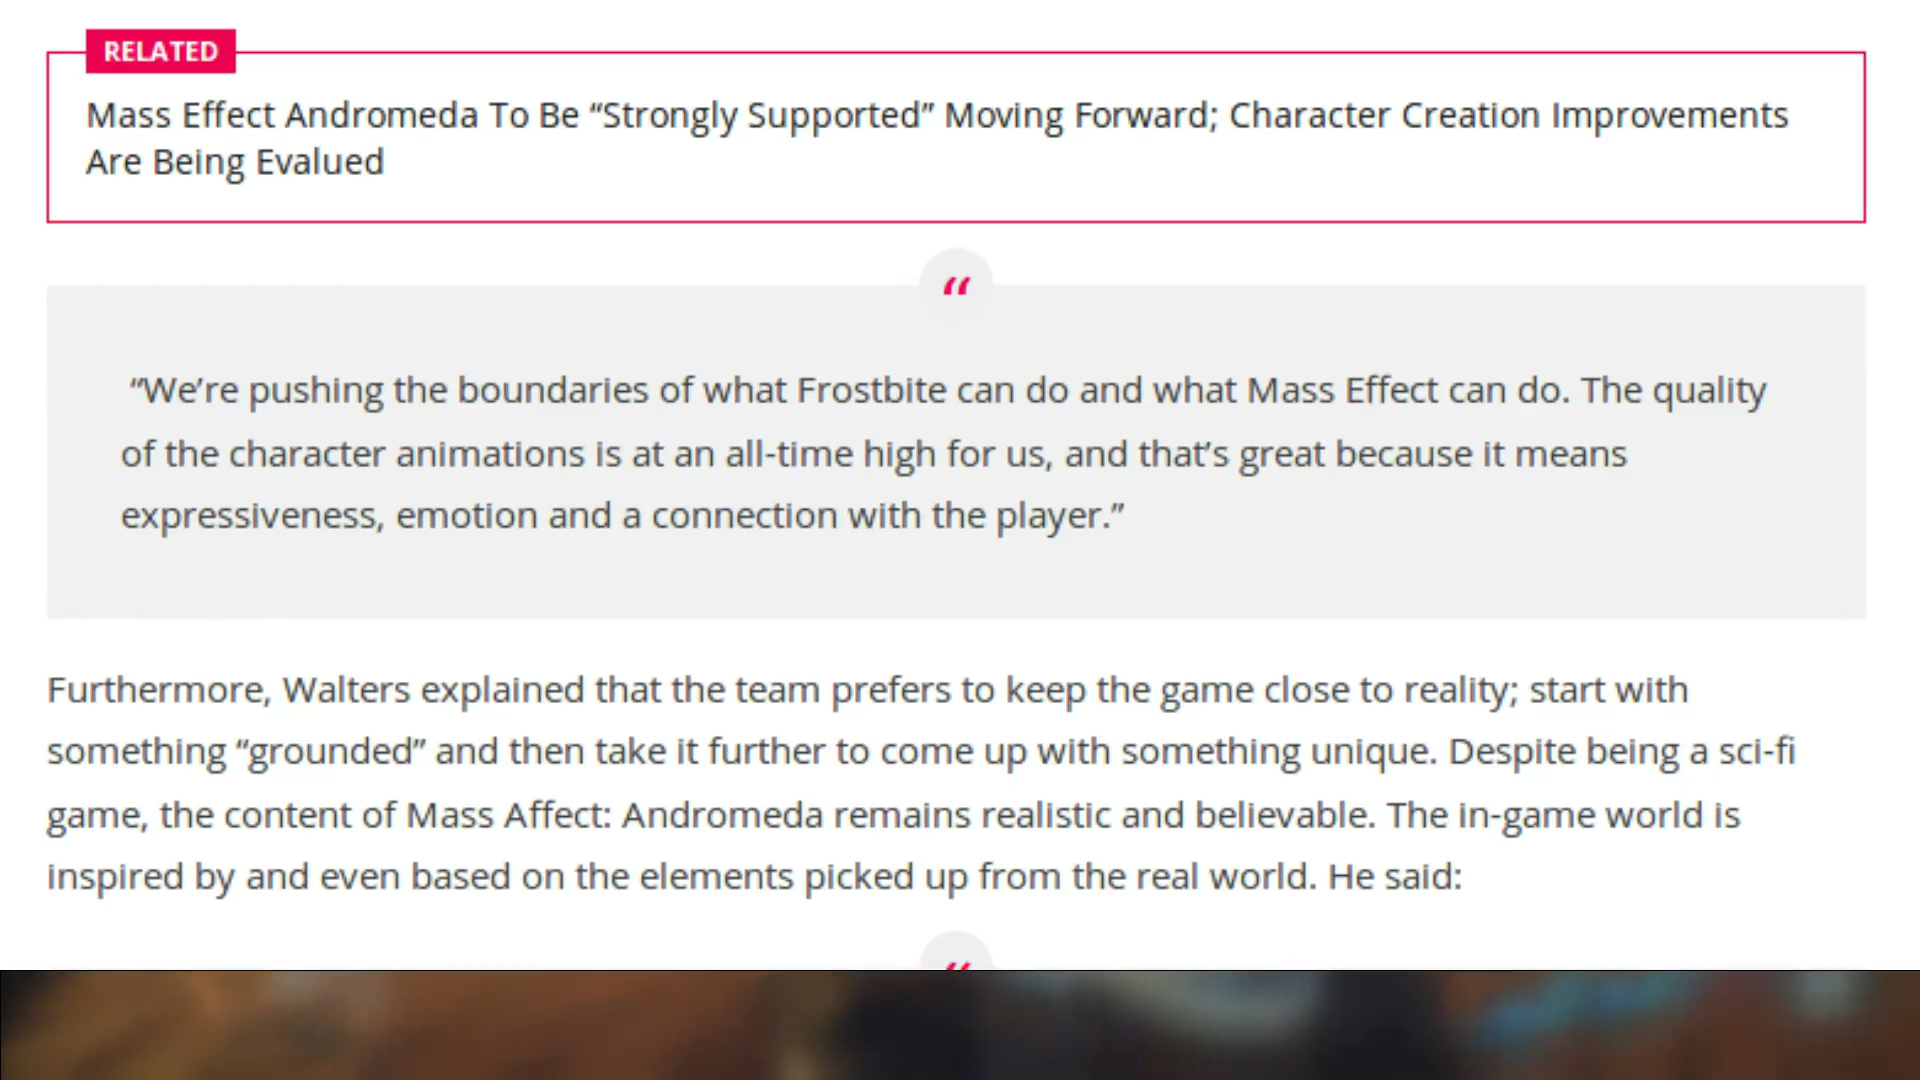 RELATED
Mass Effect Andromeda To Be “Strongly Supported” Moving Forward; Character Creation Improvements
Are Being Evalued
“
“We’re pushing the boundaries of what Frostbite can do and what Mass Effect can do. The quality
of the character animations is at an all-time high for us, and that’s great because it means
expressiveness, emotion and a connection with the player.”
Furthermore, Walters explained that the team prefers to keep the game close to reality; start with
something “grounded” and then take it further to come up with something unique. Despite being a sci-fi
game, the content of Mass Affect: Andromeda remains realistic and believable. The in-game world is
inspired by and even based on the elements picked up from the real world. He said:
“